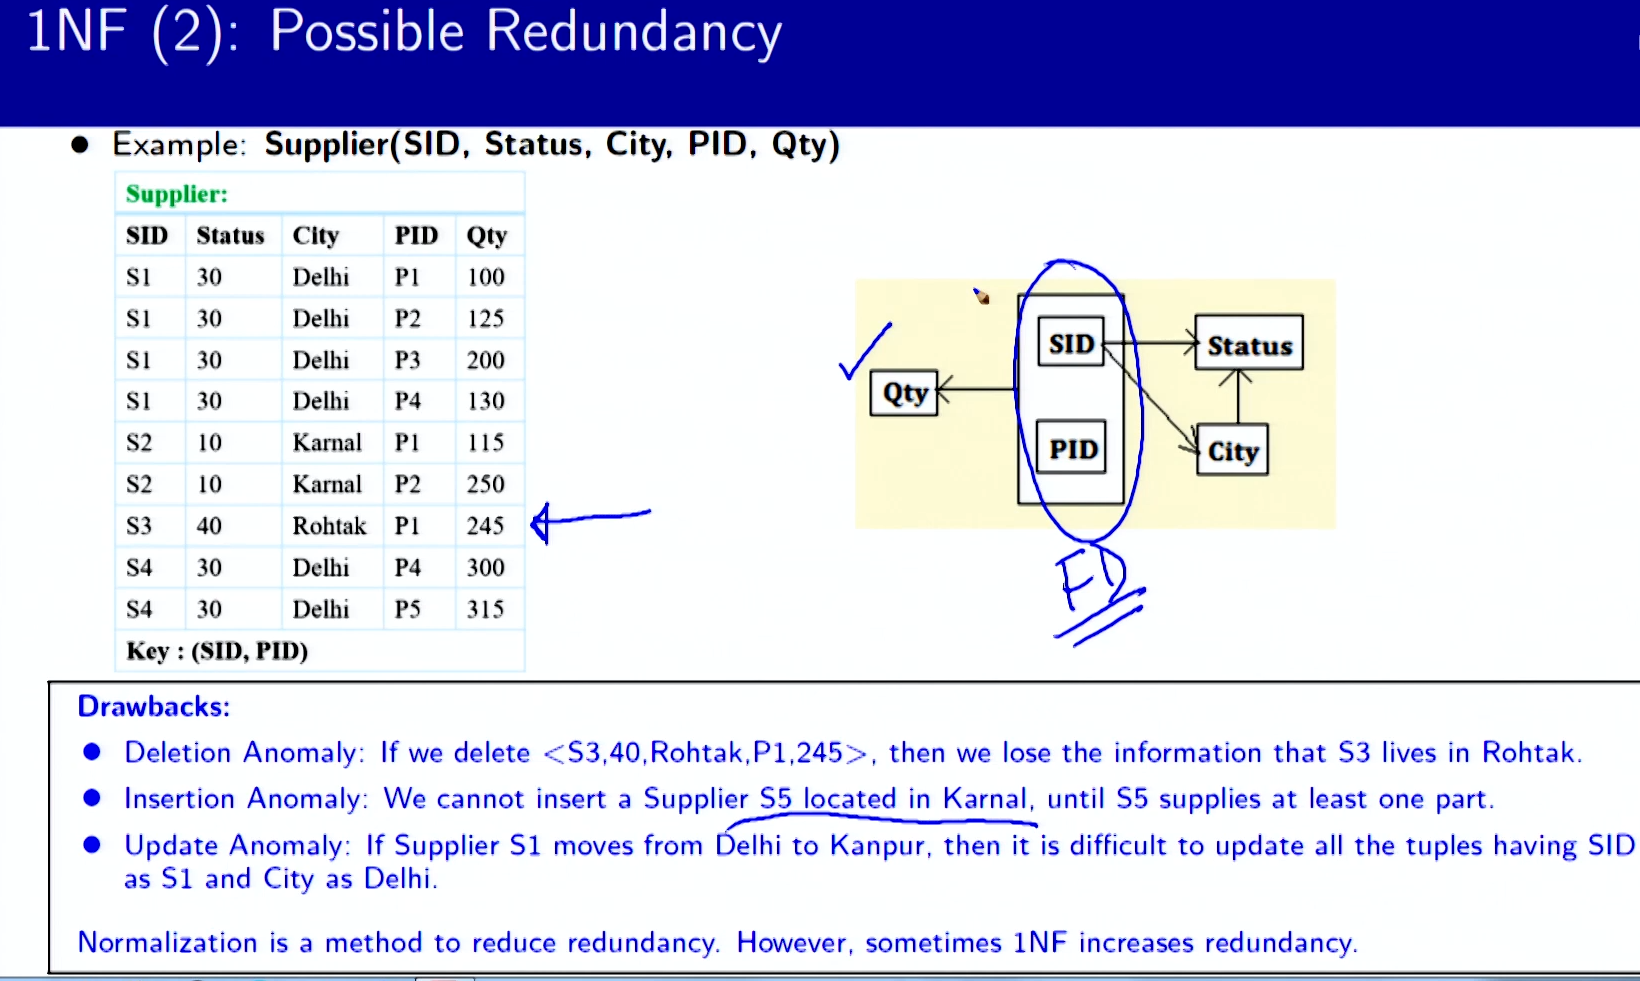 1NF (2): Possible Redundancy
● Example: Supplier(SID, Status, City, PID, Qty)
Supplier:
SID Status City PID Qty
S1 30 Delhi P1 100
S1 30 Delhi P2 125
S1 30 Delhi P3 200
S1 30 Delhi P4 130
S2 10 Karnal P1 115
S2 10 Karnal P2 250
S3 40 Rohtak P1 245
S4 30 Delhi P4 300
S4 30 Delhi P5 315
Key : (SID, PID)
SID
Status
Qty
PID
City
FD
Drawbacks:
● Deletion Anomaly: If we delete <S3,40,Rohtak,P1,245>, then we lose the information that S3 lives in Rohtak.
● Insertion Anomaly: We cannot insert a Supplier S5 located in Karnal, until S5 supplies at least one part.
● Update Anomaly: If Supplier S1 moves from Delhi to Kanpur, then it is difficult to update all the tuples having SID
as S1 and City as Delhi.
Normalization is a method to reduce redundancy. However, sometimes 1NF increases redundancy.